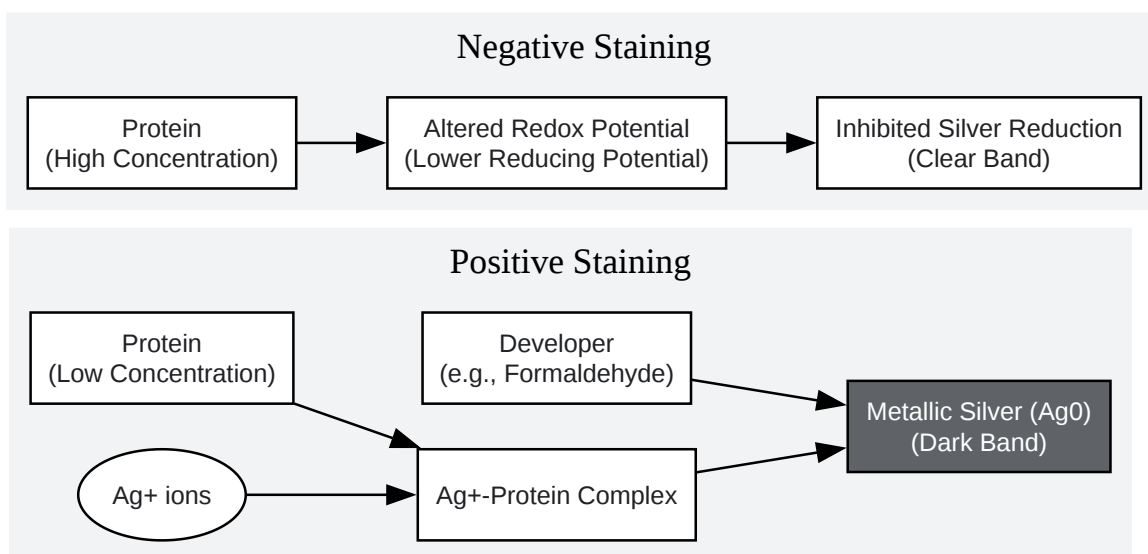 Negative Staining
Protein
(High Concentration)
Altered Redox Potential
(Lower Reducing Potential)
Inhibited Silver Reduction
(Clear Band)
Positive Staining
Protein
(Low Concentration)
Developer
(e.g., Formaldehyde)
Metallic Silver (Ag0)
(Dark Band)
Ag+ ions
Ag+-Protein Complex